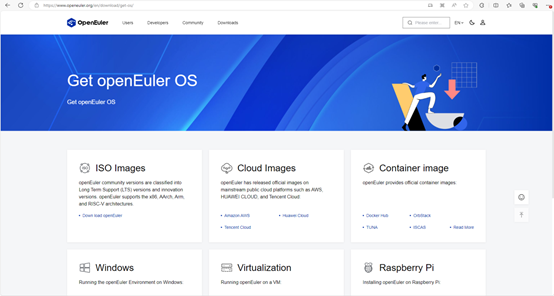 https://www.openeuler.org/en/download/get-os/
openEuler
Users
Developers
Community
Downloads
EN
Get openEuler OS
Get openEuler OS
ISO Images
openEuler community versions are classified into
Long Term Support (LTS) versions and innovation
versions. openEuler supports the x86, AArch, Arm,
and RISC-V architectures.
Download openEuler
Cloud Images
openEuler has released official images on
mainstream public cloud platforms such as AWS,
HUAWEI CLOUD, and Tencent Cloud
Amazon AWS
Huawei Cloud
Tencent Cloud
Container image
openEuler provides official container images
Docker Hub
OrbStack
TUNA
ISCAS
Read More
Windows
Running the openEuler Environment on Windows
Virtualization
Running openEuler on a VM
Raspberry Pi
Installing openEuler on Raspberry Pi